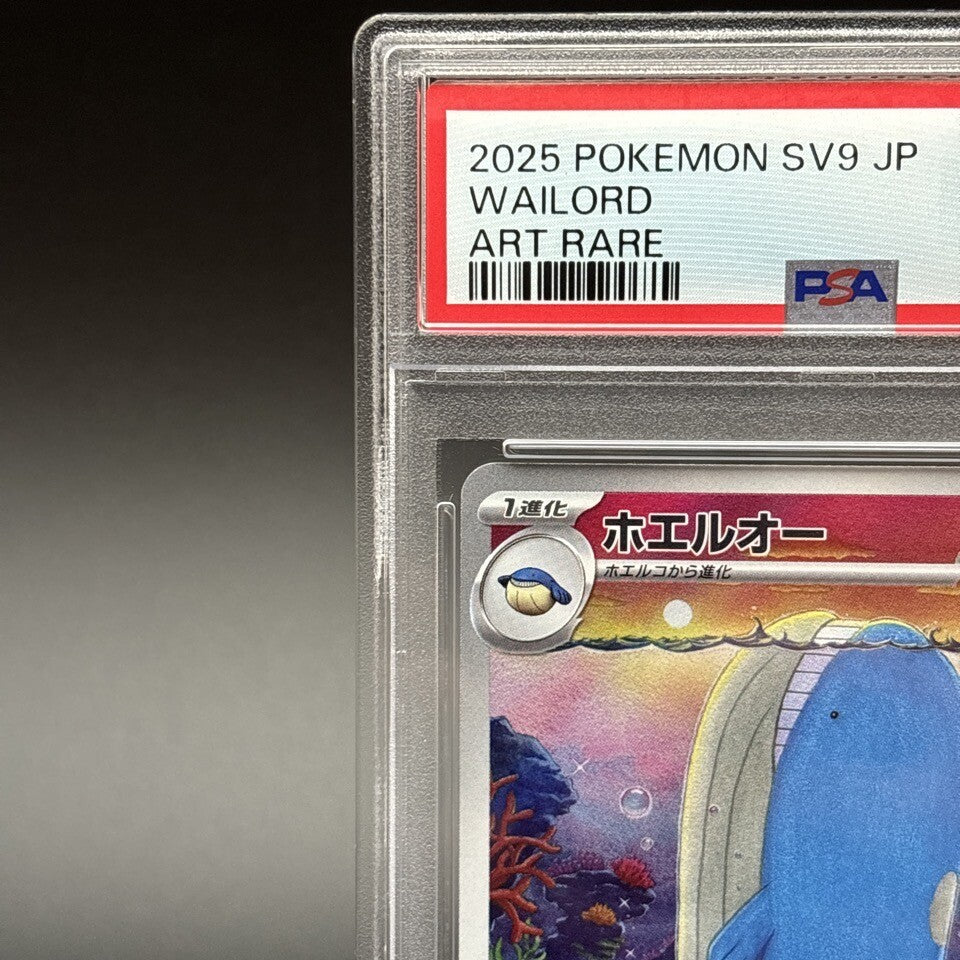 2025 POKEMON SV9 JP
WAILORD
ART RARE
PSA
1進化
ホエルオー
ホエルコから進化